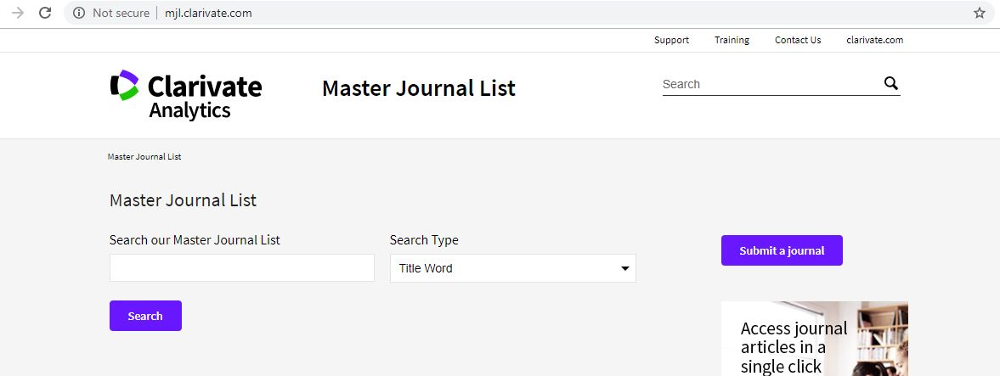 Not secure | mjl.clarivate.com
Support Training Contact Us clarivate.com
Clarivate
Analytics
Master Journal List
Search
Master Journal List
Master Journal List
Search our Master Journal List
Search Type
Title Word
Search
Submit a journal
Access journal
articles in a
single click